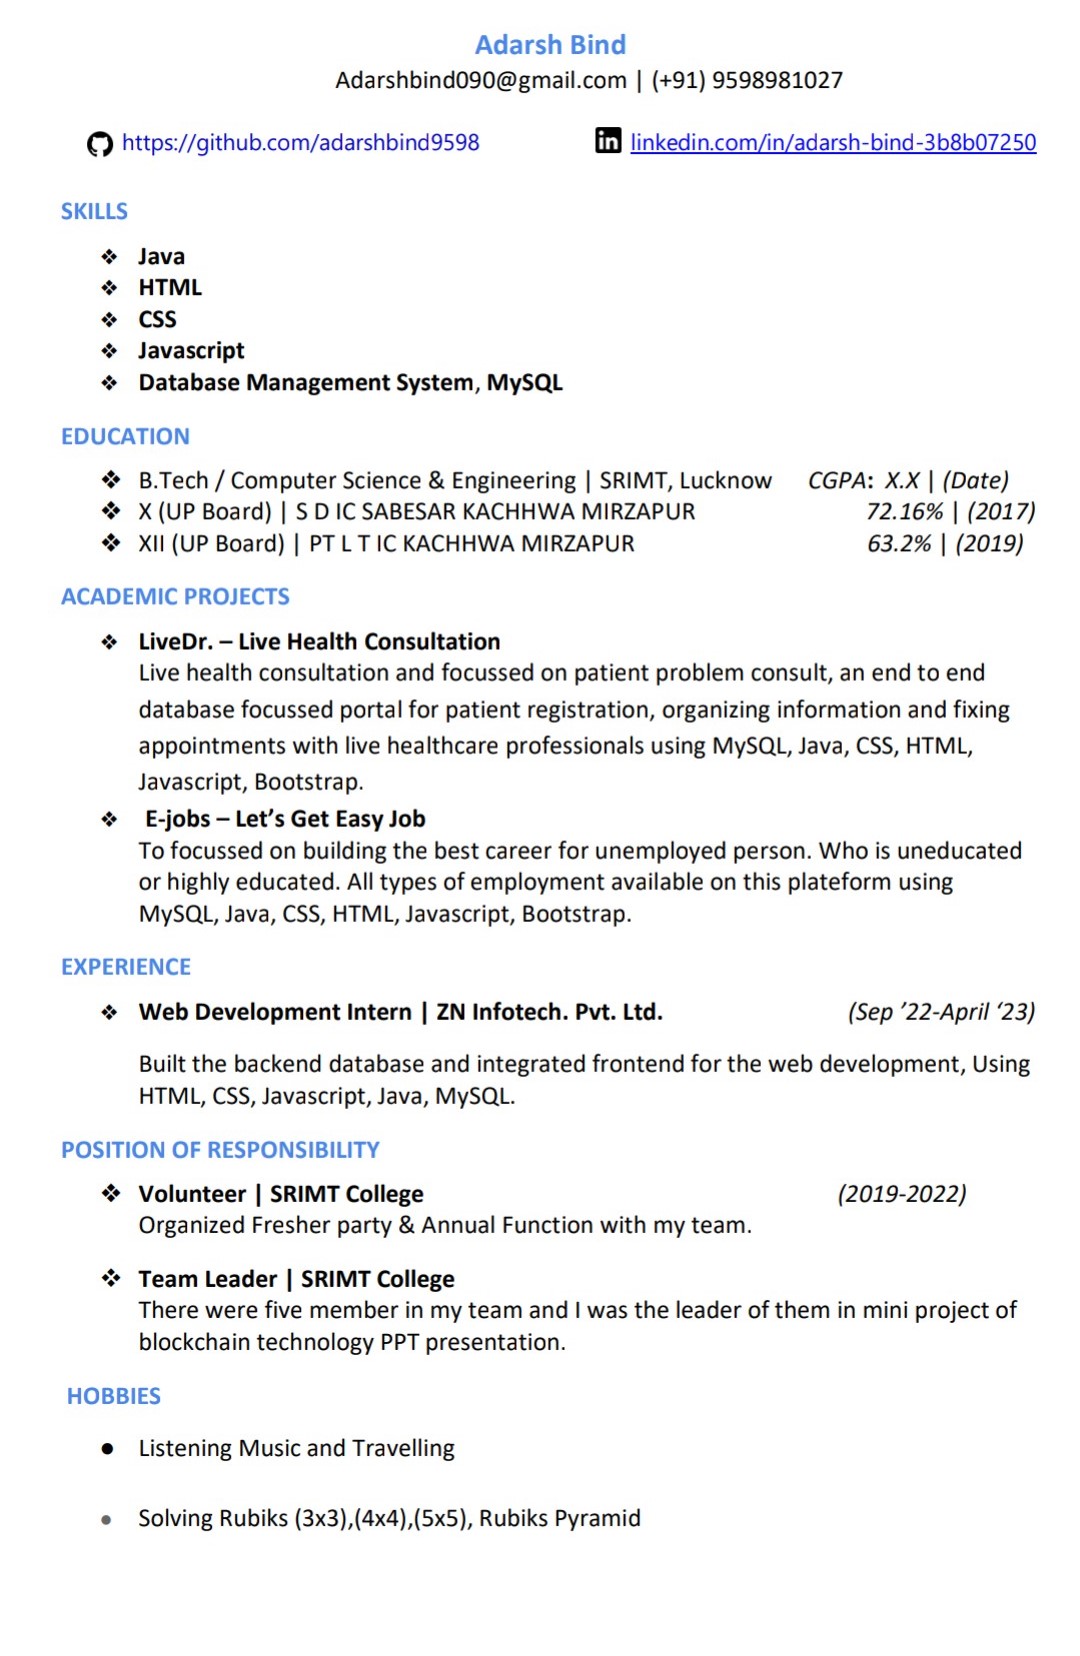 Adarsh Bind
Adarshbind090@gmail.com | (+91) 9598981027
https://github.com/adarshbind9598 linkedin.com/in/adarsh-bind-3b8b07250
SKILLS
❖ Java
❖ HTML
❖ CSS
❖ Javascript
❖ Database Management System, MySQL
EDUCATION
❖ B.Tech / Computer Science & Engineering | SRIMT, Lucknow CGPA: X.X | (Date)
❖ X (UP Board) | S D IC SABESAR KACHHWA MIRZAPUR 72.16% | (2017)
❖ XII (UP Board) | PT L T IC KACHHWA MIRZAPUR 63.2% | (2019)
ACADEMIC PROJECTS
❖ LiveDr. – Live Health Consultation
Live health consultation and focussed on patient problem consult, an end to end
database focussed portal for patient registration, organizing information and fixing
appointments with live healthcare professionals using MySQL, Java, CSS, HTML,
Javascript, Bootstrap.
❖ E-jobs – Let’s Get Easy Job
To focussed on building the best career for unemployed person. Who is uneducated
or highly educated. All types of employment available on this plateform using
MySQL, Java, CSS, HTML, Javascript, Bootstrap.
EXPERIENCE
❖ Web Development Intern | ZN Infotech. Pvt. Ltd. (Sep ’22-April ‘23)
Built the backend database and integrated frontend for the web development, Using
HTML, CSS, Javascript, Java, MySQL.
POSITION OF RESPONSIBILITY
❖ Volunteer | SRIMT College (2019-2022)
Organized Fresher party & Annual Function with my team.
❖ Team Leader | SRIMT College
There were five member in my team and I was the leader of them in mini project of
blockchain technology PPT presentation.
HOBBIES
● Listening Music and Travelling
● Solving Rubiks (3x3),(4x4),(5x5), Rubiks Pyramid